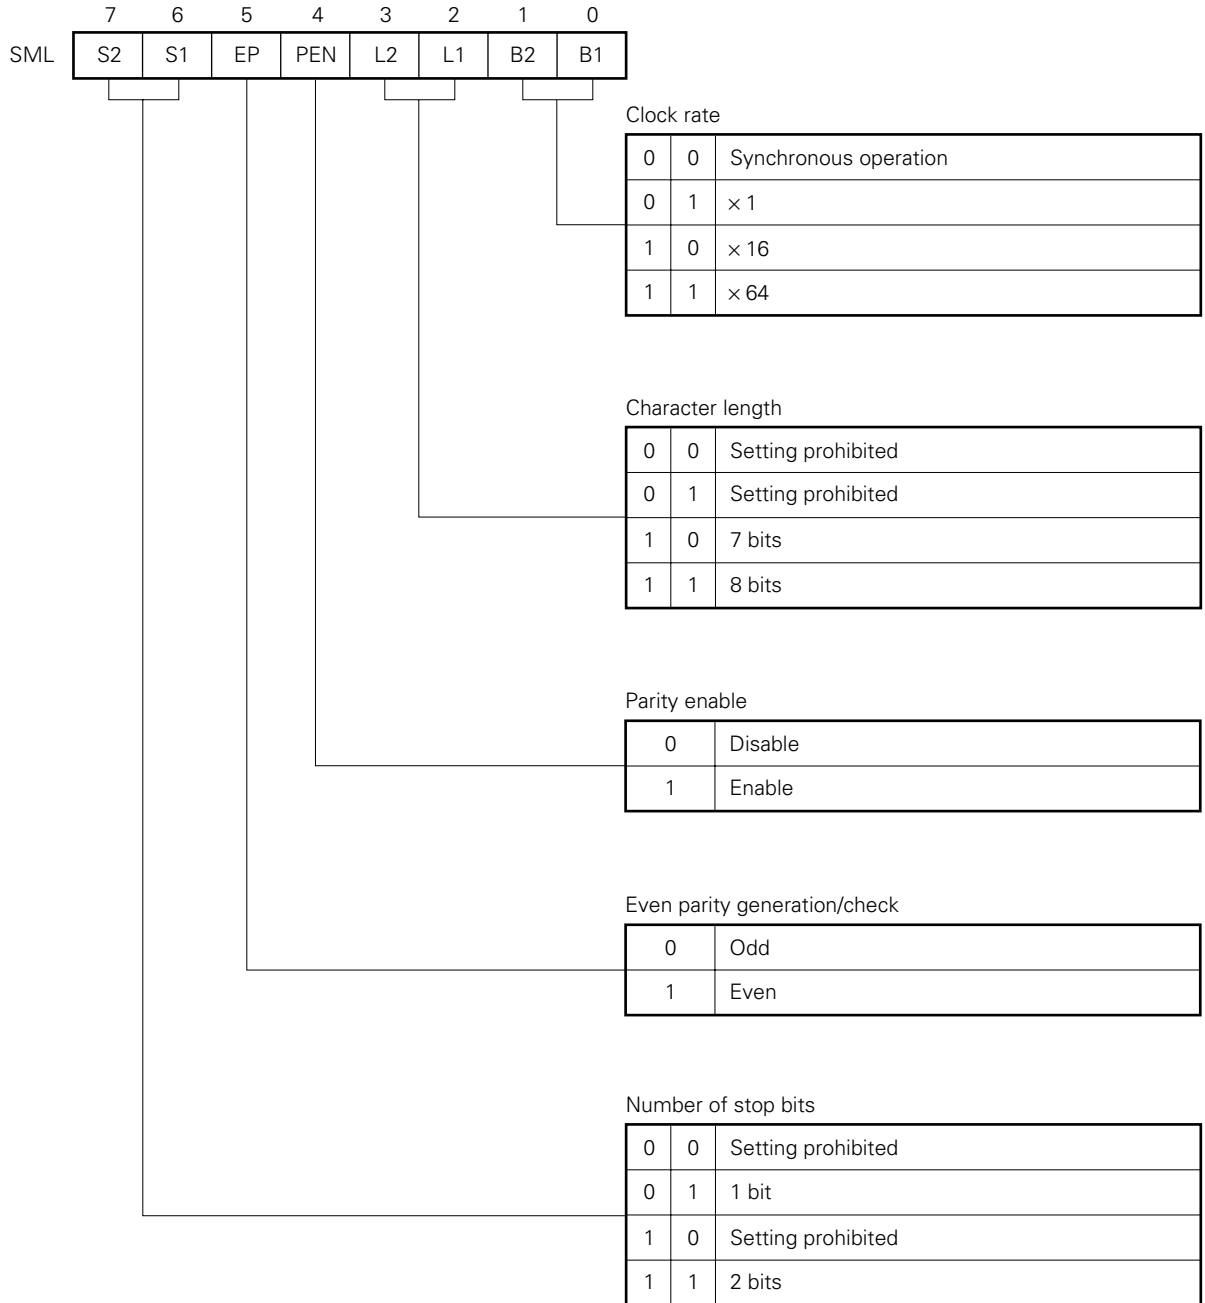 7 6 5 4 3 2 1 0
SML S2 S1 EP PEN L2 L1 B2 B1
Clock rate
0 0 Synchronous operation
0 1 × 1
1 0 × 16
1 1 × 64
Character length
0 0 Setting prohibited
0 1 Setting prohibited
1 0 7 bits
1 1 8 bits
Parity enable
0 Disable
1 Enable
Even parity generation/check
0 Odd
1 Even
Number of stop bits
0 0 Setting prohibited
0 1 1 bit
1 0 Setting prohibited
1 1 2 bits